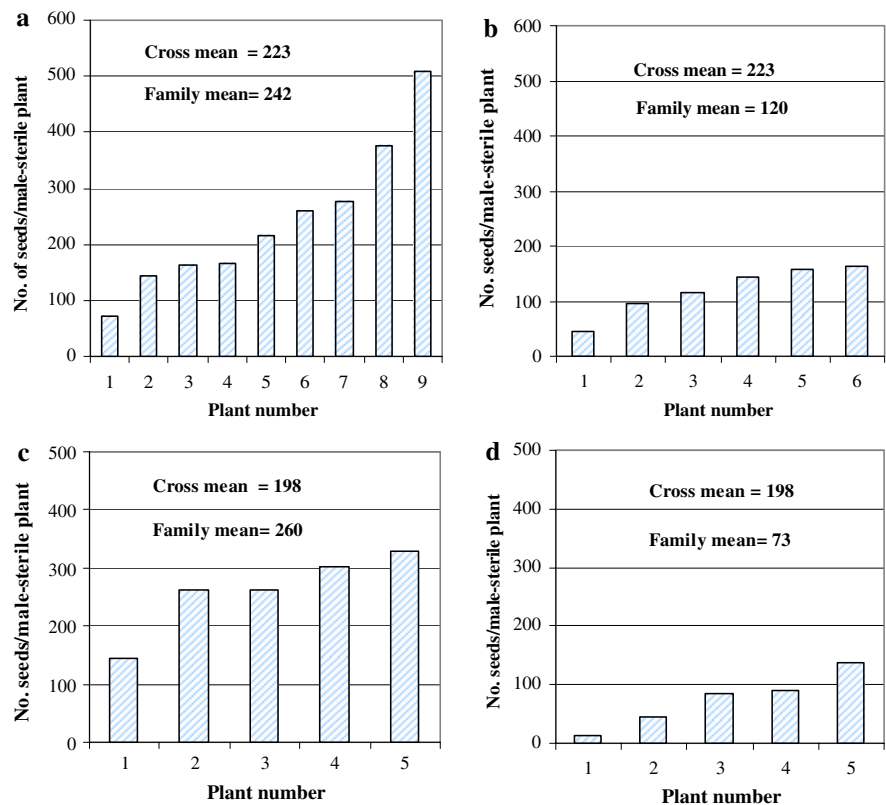 a
No. of seeds/male-sterile plant
600
500
400
300
200
100
0
Cross mean = 223
Family mean= 242
1 2 3 4 5 6 7 8 9
Plant number
b
No. seeds/male-sterile plant
600
500
400
300
200
100
0
Cross mean = 223
Family mean = 120
1 2 3 4 5 6
Plant number
c
No. seeds/male-sterile plant
500
400
300
200
100
0
Cross mean = 198
Family mean= 260
1 2 3 4 5
Plant number
d
No. seeds/male-sterile plant
500
400
300
200
100
0
Cross mean = 198
Family mean= 73
1 2 3 4 5
Plant number